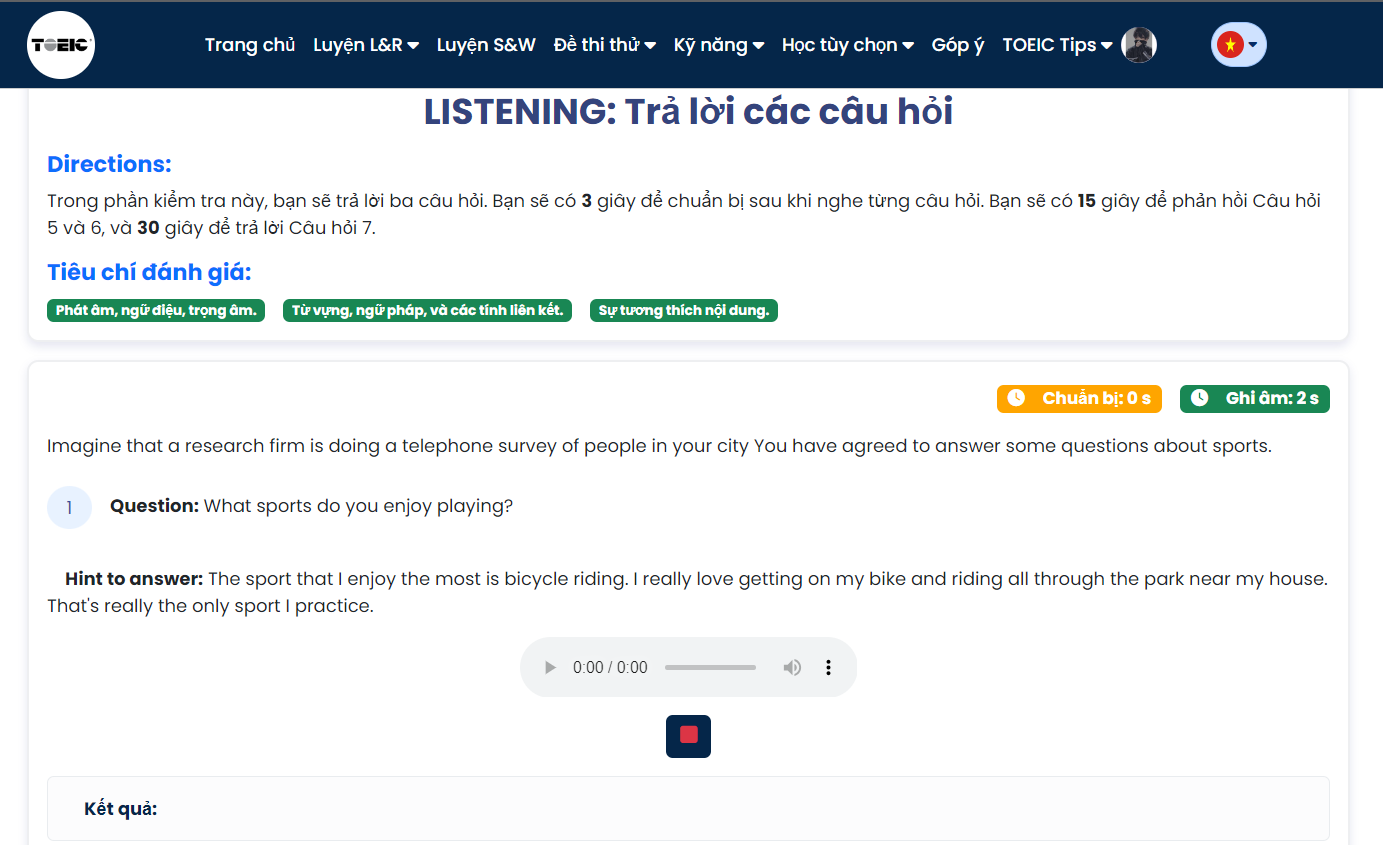 TOEIC
Trang chủ Luyện L&R Luyện S&W Đề thi thử Kỹ năng Học tùy chọn Góp ý TOEIC Tips
LISTENING: Trả lời các câu hỏi
Directions:
Trong phần kiểm tra này, bạn sẽ trả lời ba câu hỏi. Bạn sẽ có 3 giây để chuẩn bị sau khi nghe từng câu hỏi. Bạn sẽ có 15 giây để phản hồi Câu hỏi
5 và 6, và 30 giây để trả lời Câu hỏi 7.
Tiêu chí đánh giá:
Phát âm, ngữ điệu, trọng âm. Từ vựng, ngữ pháp, và các tính liên kết. Sự tương thích nội dung.
Chuẩn bị: 0 s Ghi âm: 2 s
Imagine that a research firm is doing a telephone survey of people in your city You have agreed to answer some questions about sports.
1 Question: What sports do you enjoy playing?
Hint to answer: The sport that I enjoy the most is bicycle riding. I really love getting on my bike and riding all through the park near my house.
That's really the only sport I practice.
0:00 / 0:00
Kết quả: